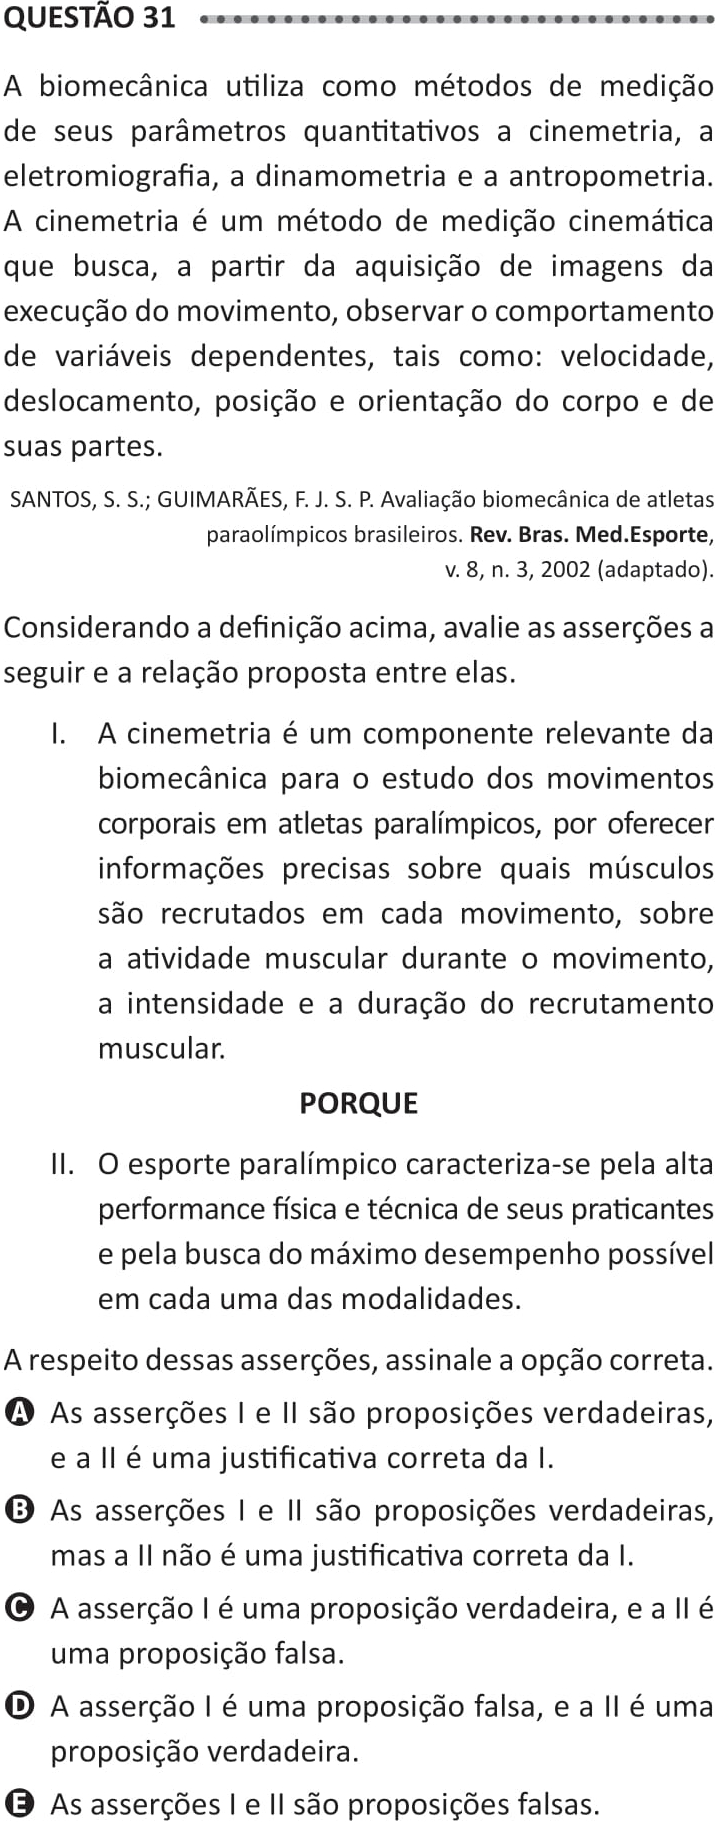 QUESTÃO 31
A biomecânica utiliza como métodos de medição
de seus parâmetros quantitativos a cinemetria, a
eletromiografia, a dinamometria e a antropometria.
A cinemetria é um método de medição cinemática
que busca, a partir da aquisição de imagens da
execução do movimento, observar o comportamento
de variáveis dependentes, tais como: velocidade,
deslocamento, posição e orientação do corpo e de
suas partes.
SANTOS, S. S.; GUIMARÃES, F. J. S. P. Avaliação biomecânica de atletas
paraolímpicos brasileiros. Rev. Bras. Med.Esporte,
v. 8, n. 3, 2002 (adaptado).
Considerando a definição acima, avalie as asserções a
seguir e a relação proposta entre elas.
I. A cinemetria é um componente relevante da
biomecânica para o estudo dos movimentos
corporais em atletas paralímpicos, por oferecer
informações precisas sobre quais músculos
são recrutados em cada movimento, sobre
a atividade muscular durante o movimento,
a intensidade e a duração do recrutamento
muscular.
PORQUE
II. O esporte paralímpico caracteriza-se pela alta
performance física e técnica de seus praticantes
e pela busca do máximo desempenho possível
em cada uma das modalidades.
A respeito dessas asserções, assinale a opção correta.
A As asserções I e II são proposições verdadeiras,
e a II é uma justificativa correta da I.
B As asserções I e II são proposições verdadeiras,
mas a II não é uma justificativa correta da I.
C A asserção I é uma proposição verdadeira, e a II é
uma proposição falsa.
D A asserção I é uma proposição falsa, e a II é uma
proposição verdadeira.
E As asserções I e II são proposições falsas.